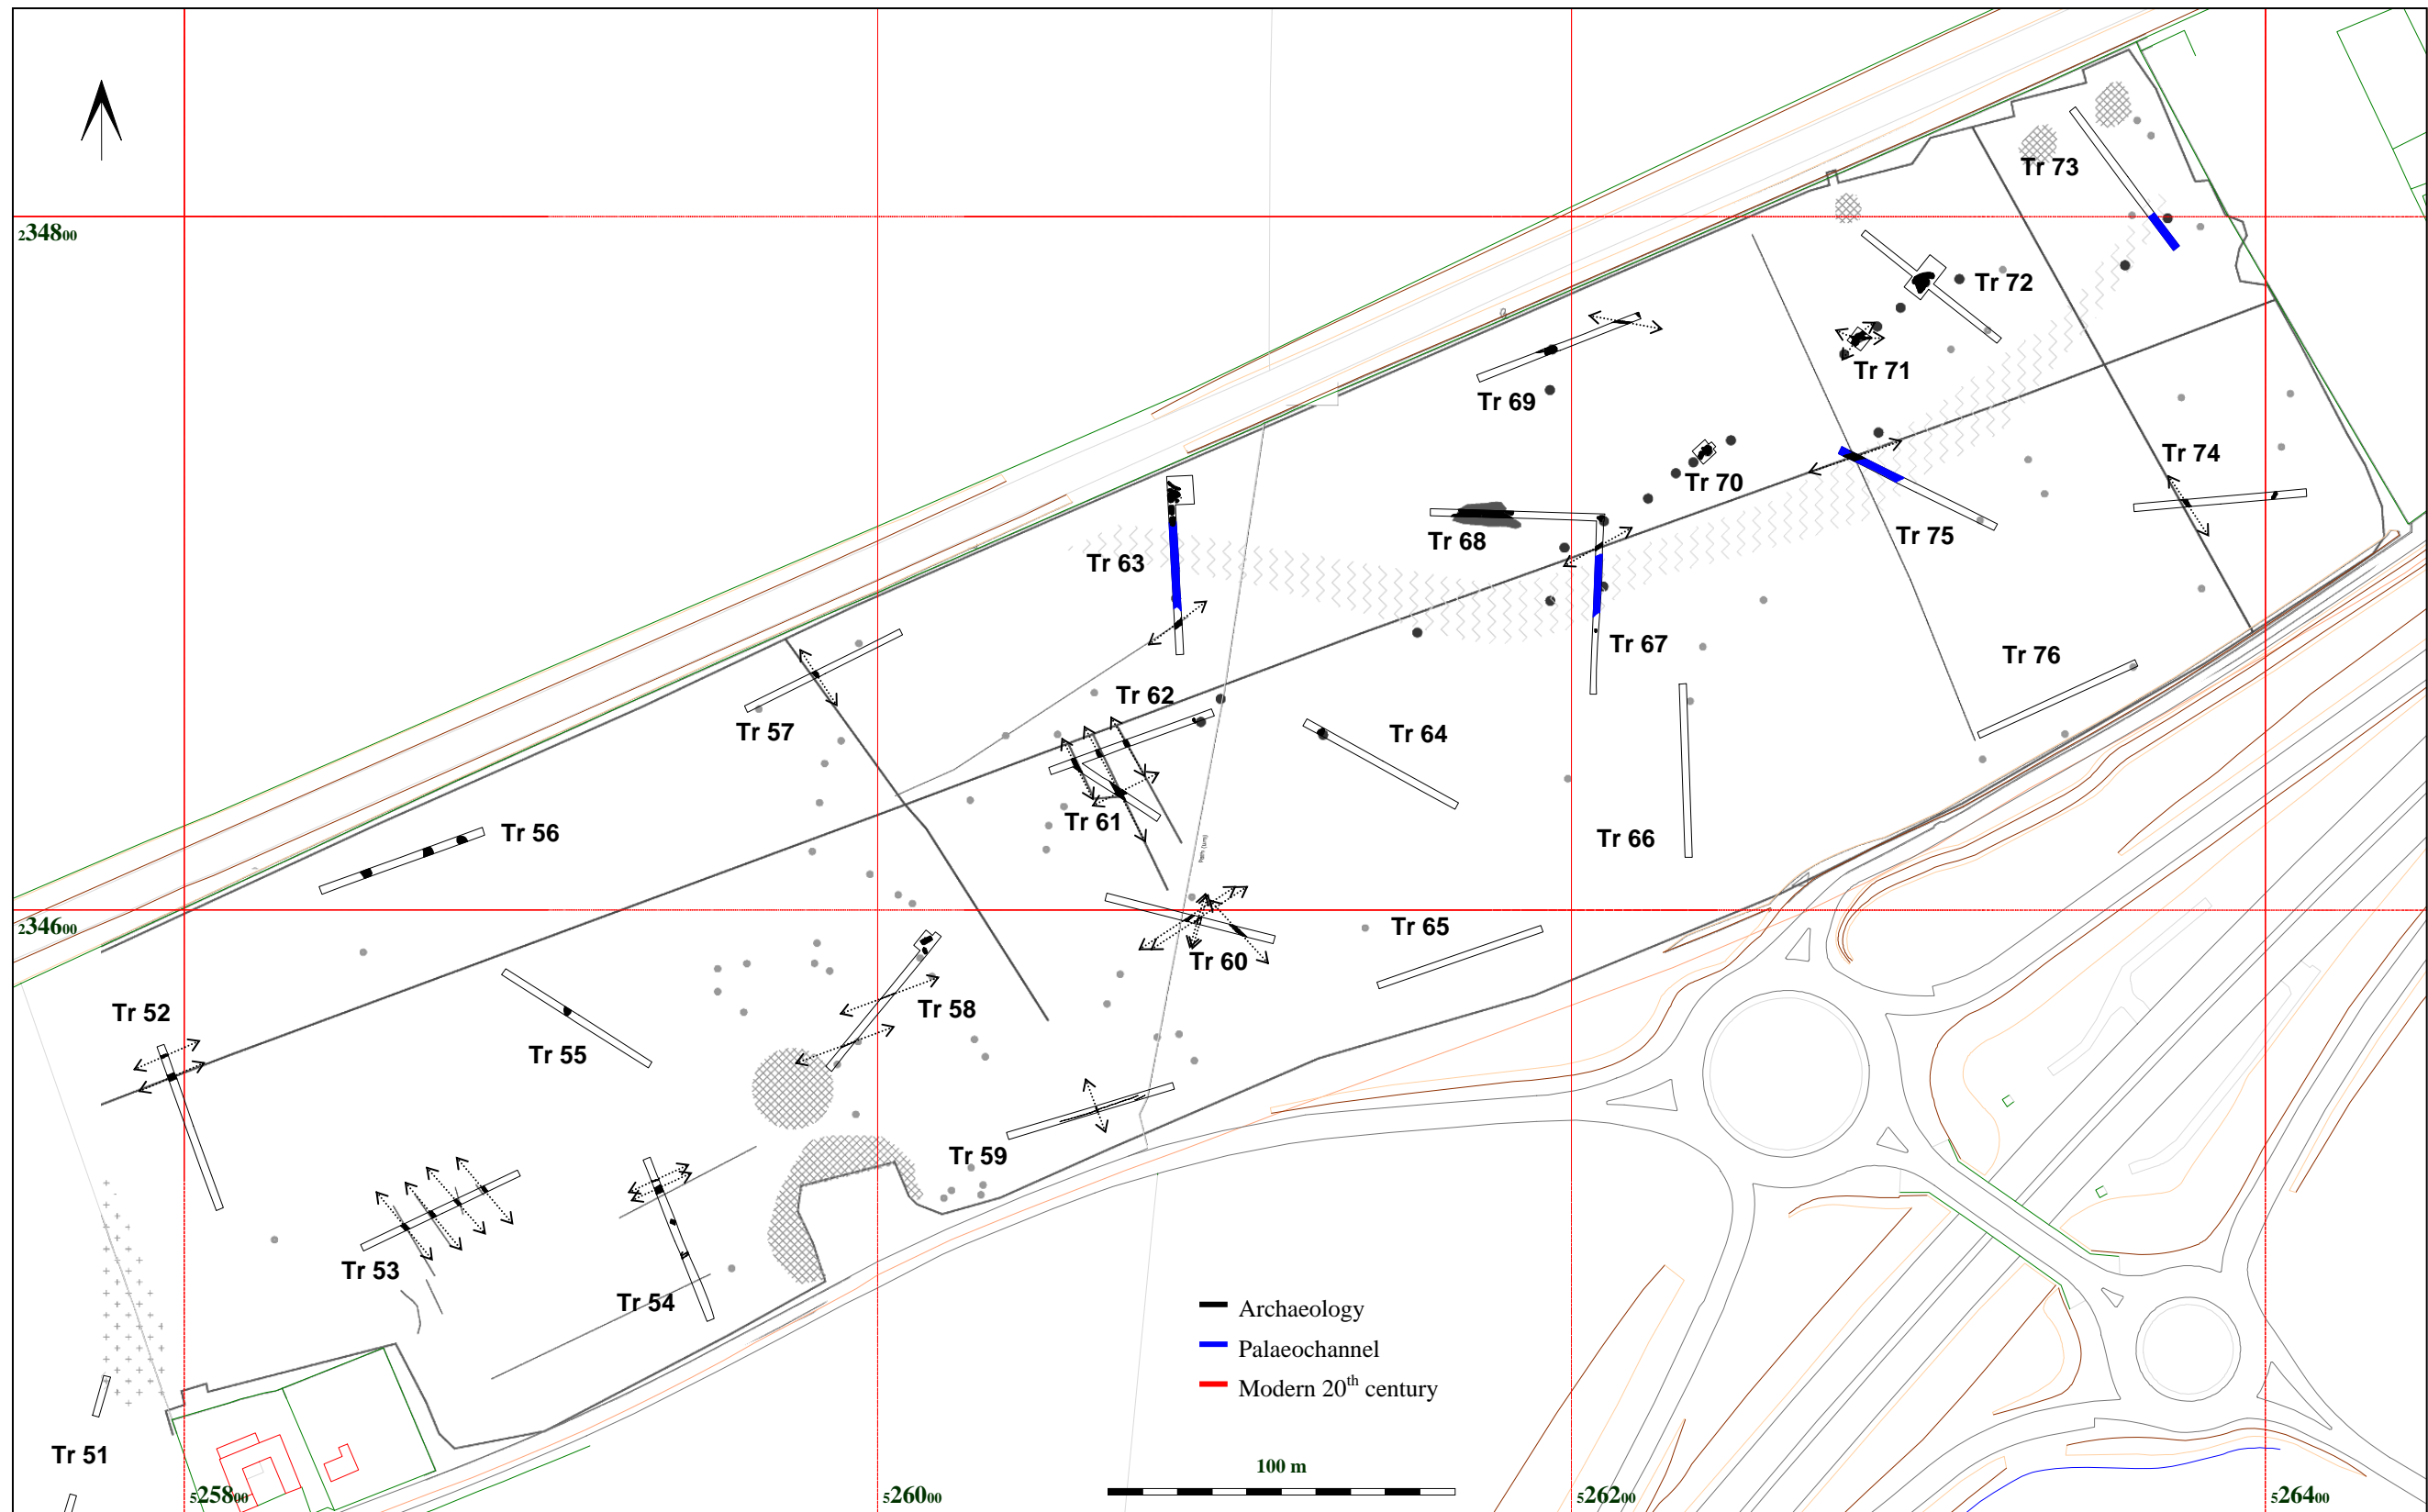 Tr 73
234800
Tr 72
Tr 71
Tr 69
Tr 74
Tr 70
Tr 68
Tr 75
Tr 63
Tr 67
Tr 76
Tr 62
Tr 57
Tr 64
Tr 61
Tr 56
Tr 66
234600
Tr 65
Tr 60
Tr 58
Tr 52
Tr 55
Tr 59
Tr 53
Tr 54
Archaeology
Palaeochannel
Modern 20th century
Tr 51
100 m
525800
526000
526200
526400